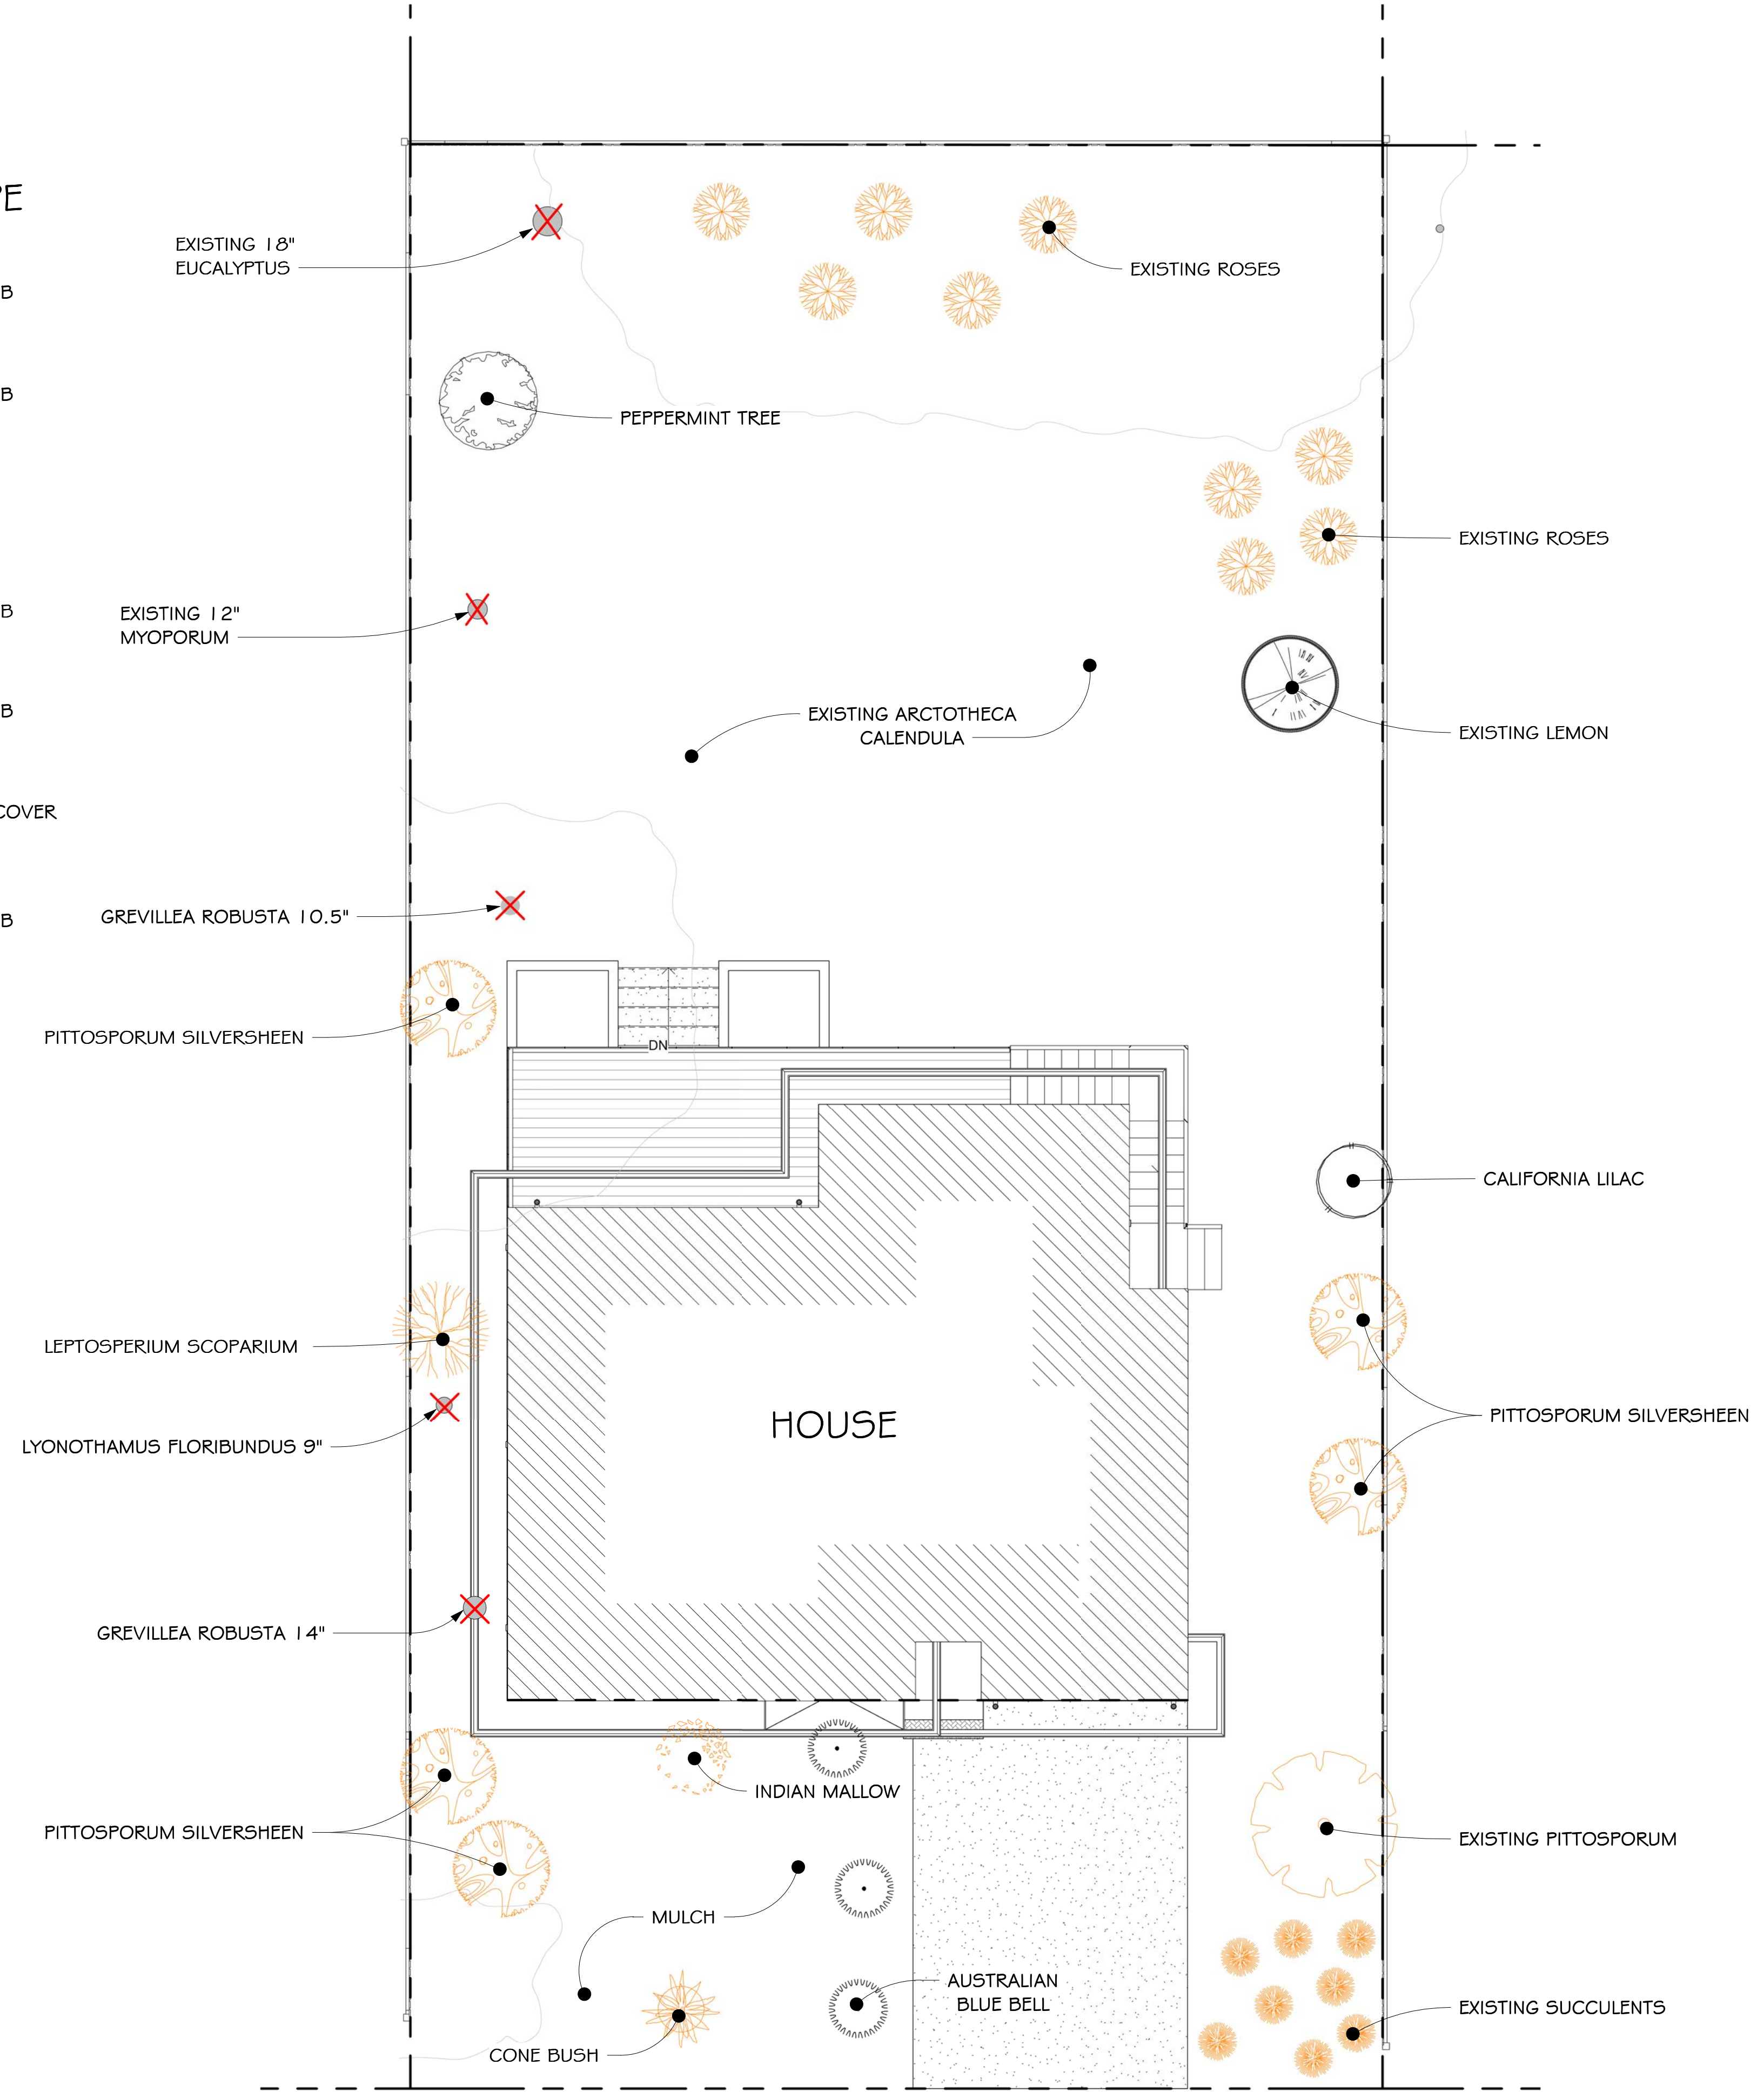 PE
EXISTING 18"
EUCALYPTUS
EXISTING ROSES
B
B
PEPPERMINT TREE
EXISTING ROSES
B
EXISTING 12"
MYOPORUM
B
EXISTING ARCTOTHECA
CALENDULA
EXISTING LEMON
COVER
GREVILLEA ROBUSTA 10.5"
B
PITTOSPORUM SILVERSHEEN
DN
CALIFORNIA LILAC
LEPTOSPERIUM SCOPARIUM
HOUSE
PITTOSPORUM SILVERSHEEN
LYONOTHAMUS FLORIBUNDUS 9"
GREVILLEA ROBUSTA 14"
INDIAN MALLOW
PITTOSPORUM SILVERSHEEN
EXISTING PITTOSPORUM
MULCH
AUSTRALIAN
BLUE BELL
EXISTING SUCCULENTS
CONE BUSH